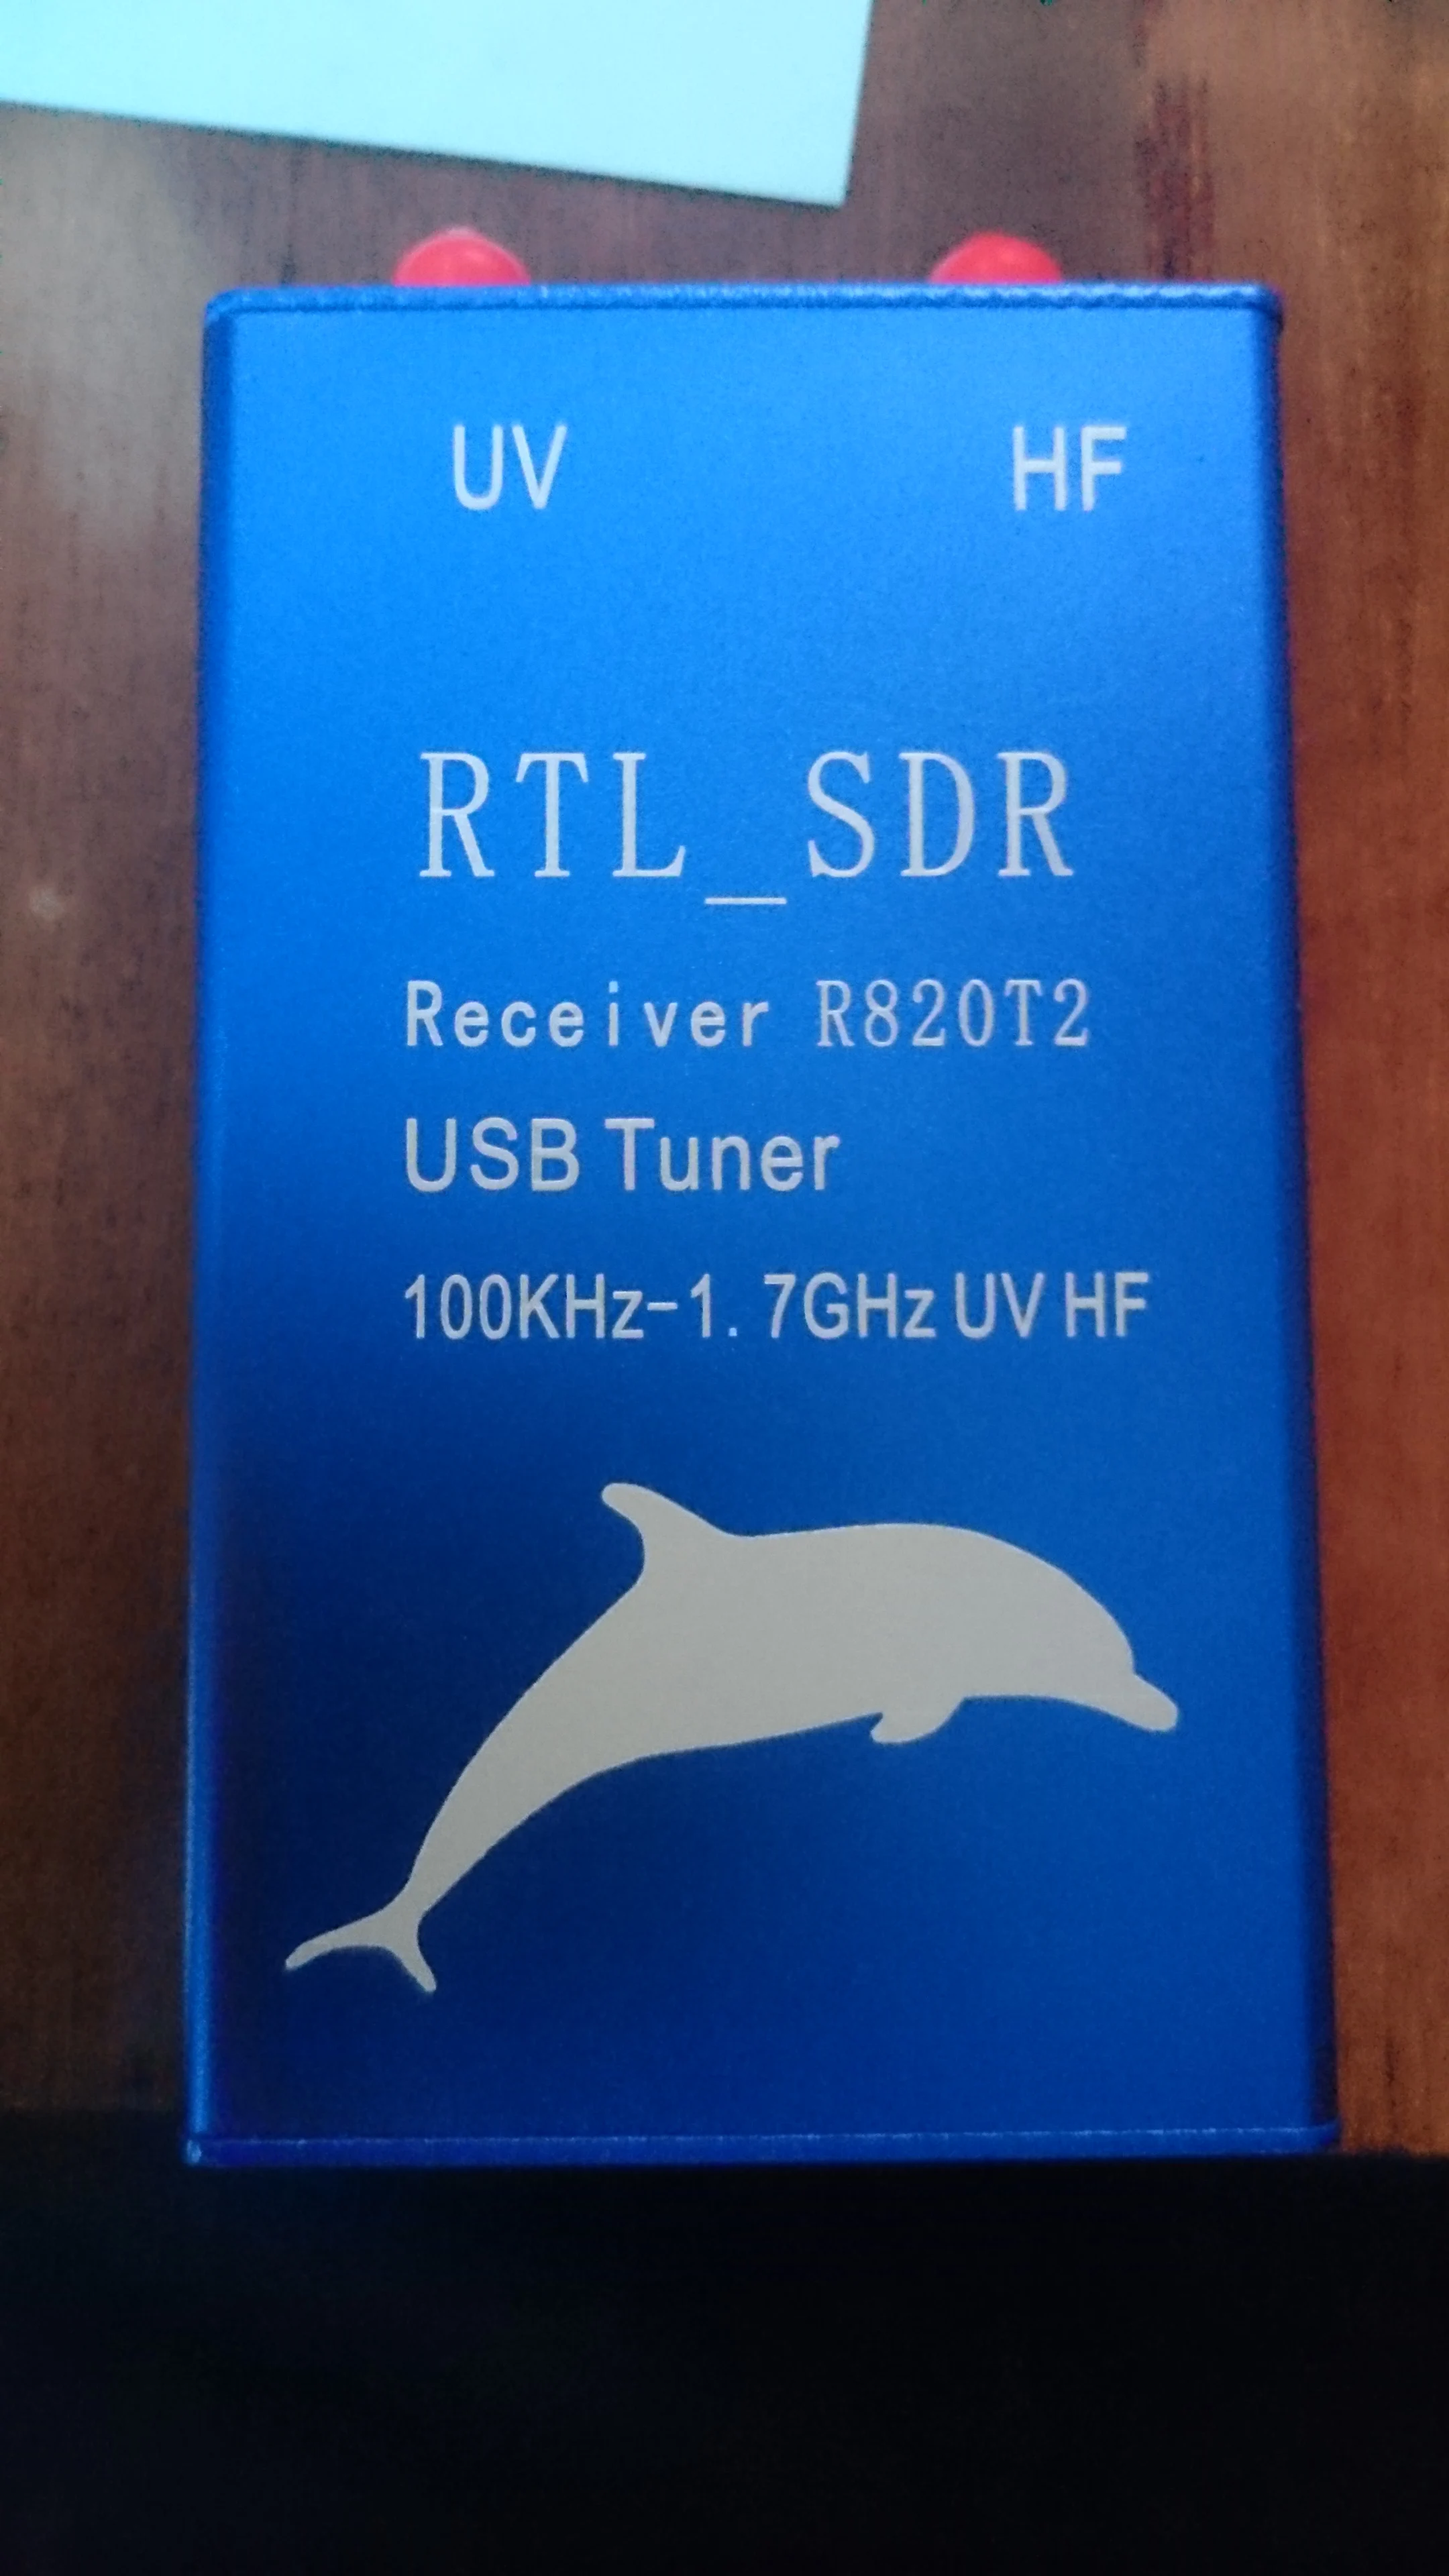 UV HF
RTL_SDR
Receiver R820T2
USB Tuner
100KHz-1.7GHz UV HF